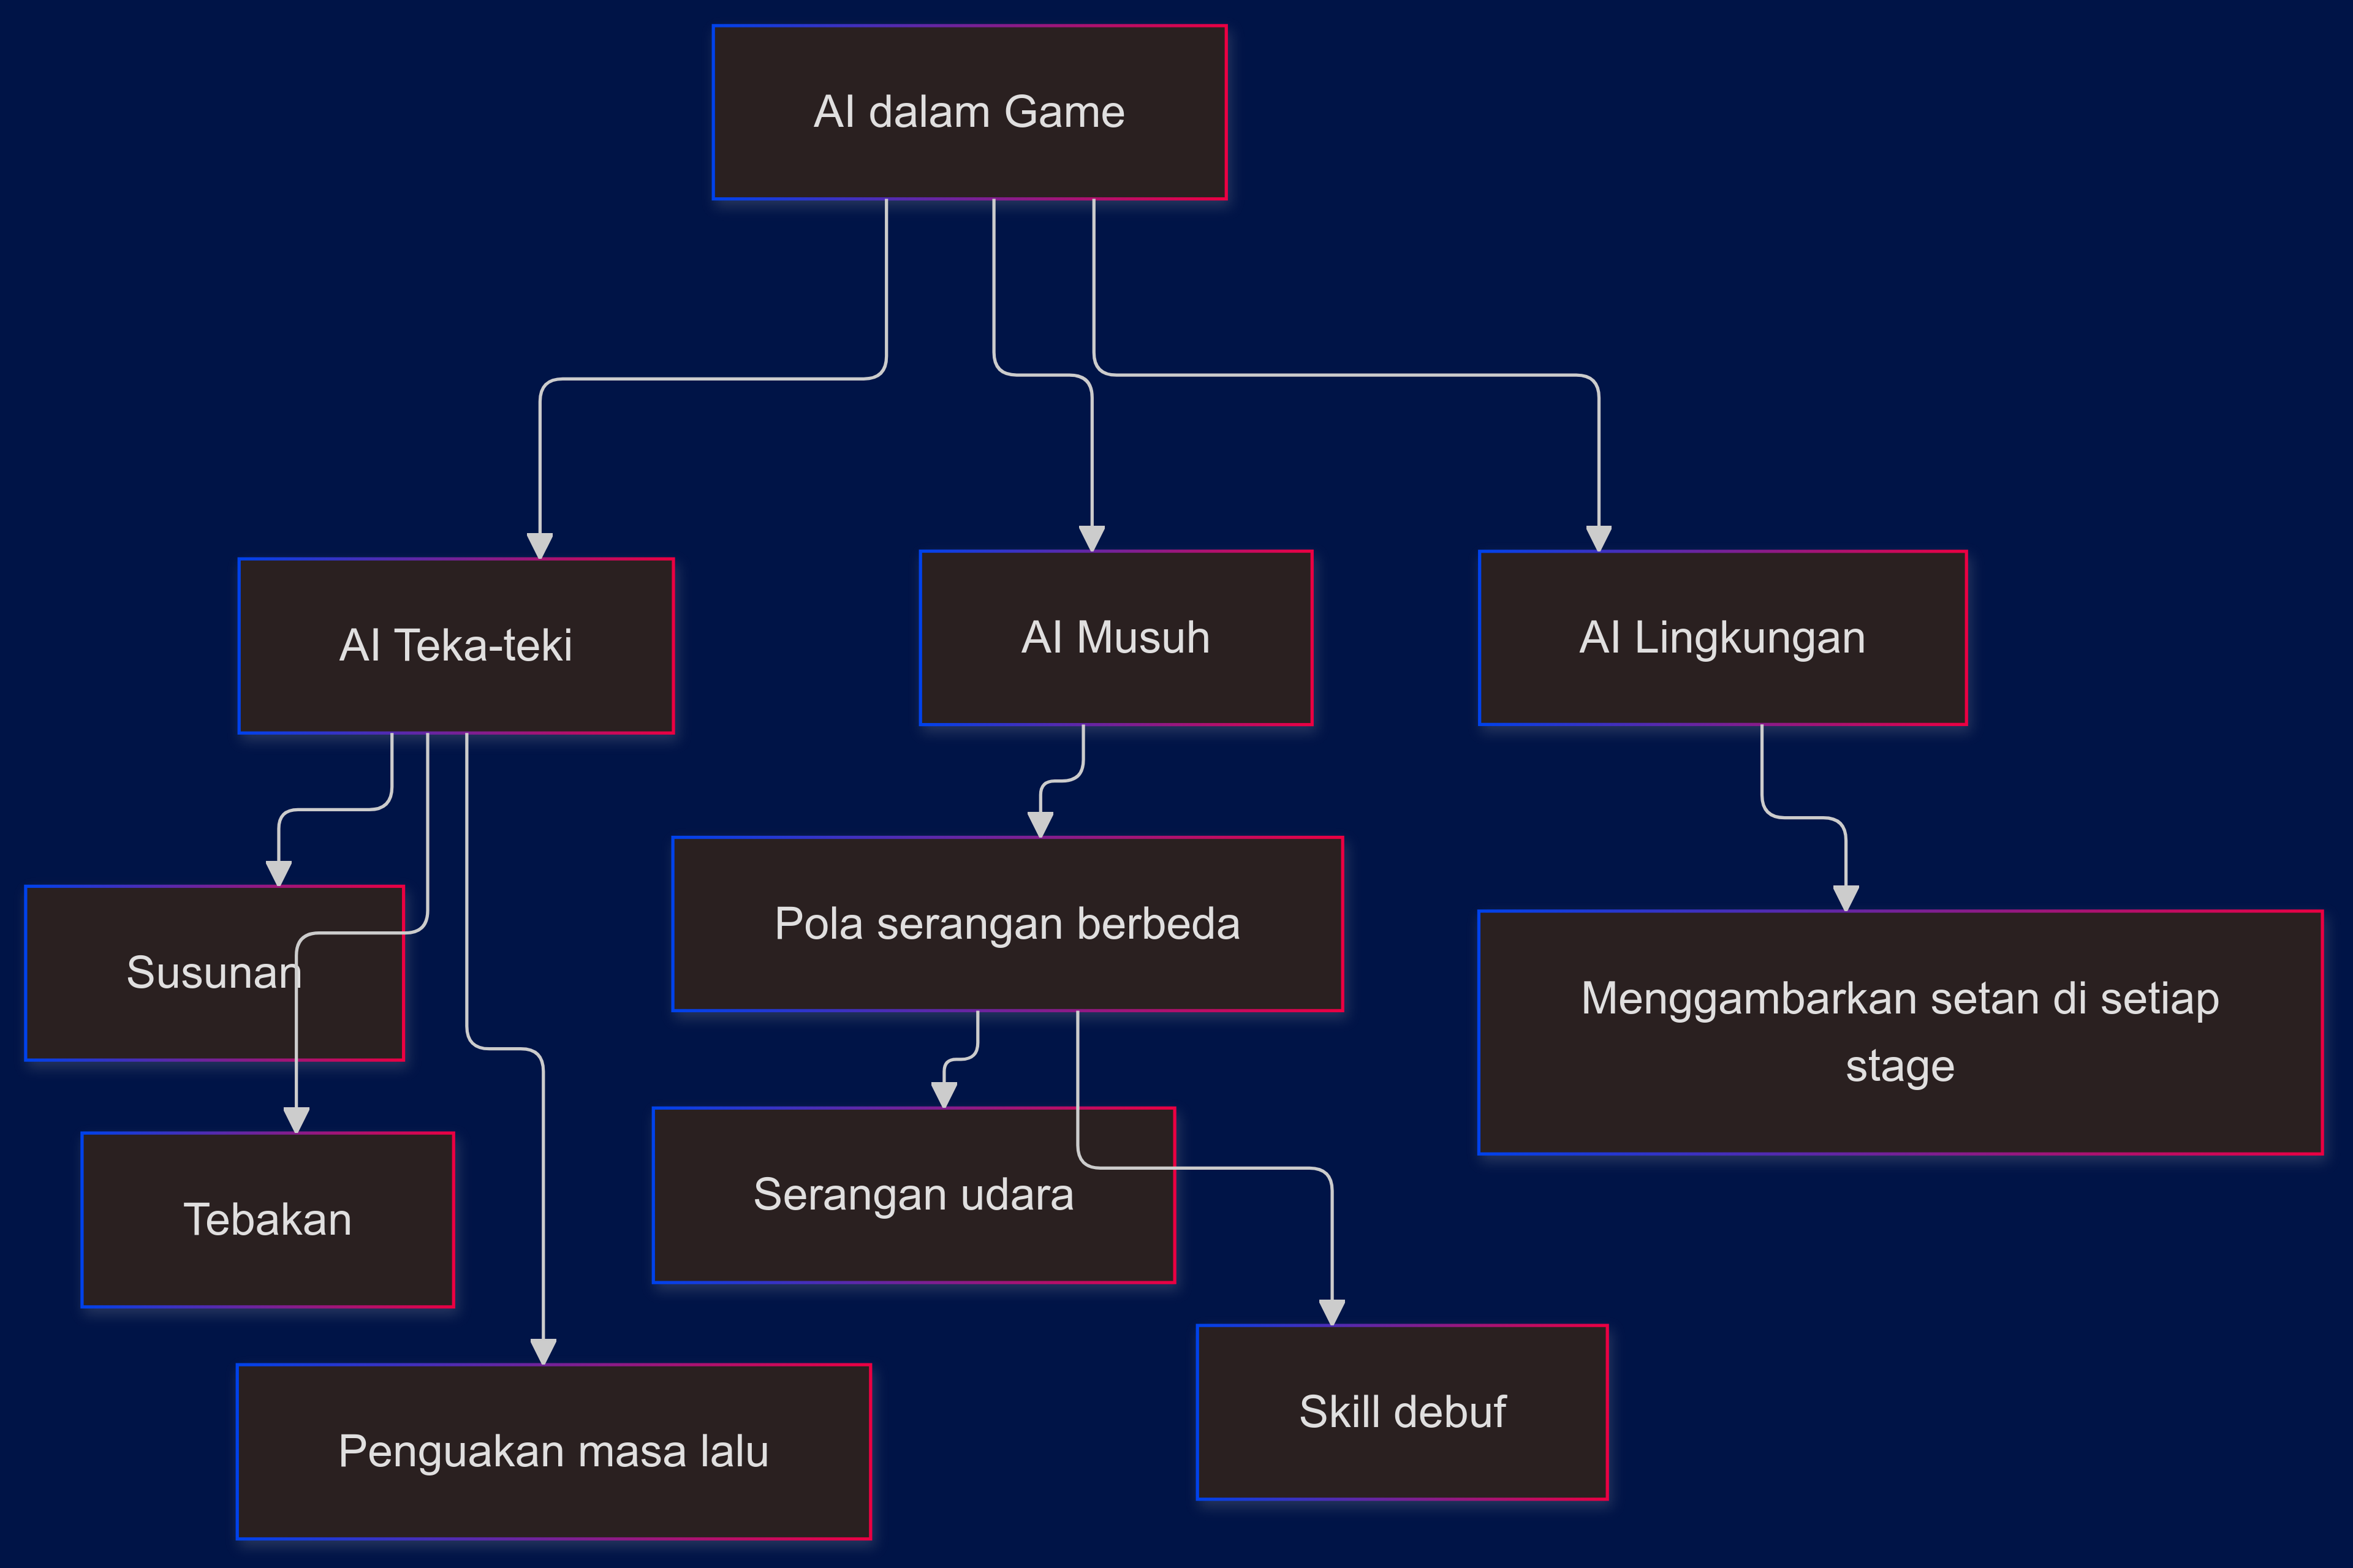 AI dalam Game
AI Teka-teki
AI Musuh
AI Lingkungan
Susunan
Tebakan
Penguakan masa lalu
Pola serangan berbeda
Serangan udara
Skill debuf
Menggambarkan setan di setiap
stage